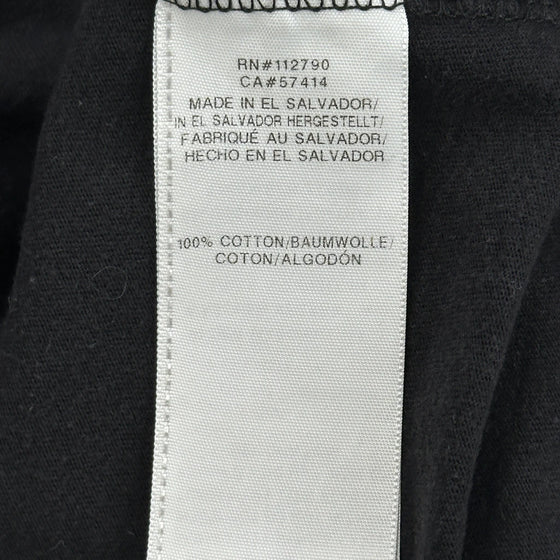 RN#112790
CA#57414
MADE IN EL SALVADOR/
IN EL SALVADOR HERGESTELLT/
FABRIQUÉ AU SALVADOR/
HECHO EN EL SALVADOR
100% COTTON/BAUMWOLLE/
COTON/ALGODÓN